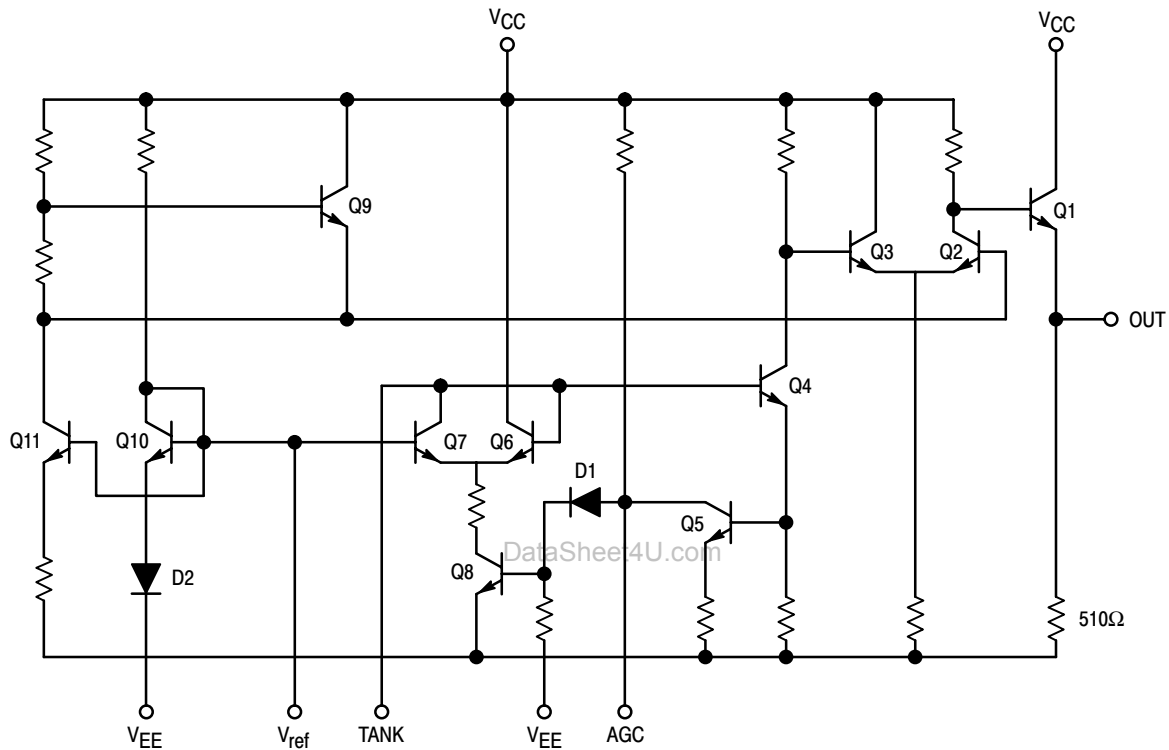 VCC
VCC
Q9
Q1
Q3
Q2
OUT
Q4
Q11
Q10
Q7
Q6
D1
Q5
DataSheet4U.com
Q8
D2
510Ω
VEE
Vref
TANK
VEE
AGC